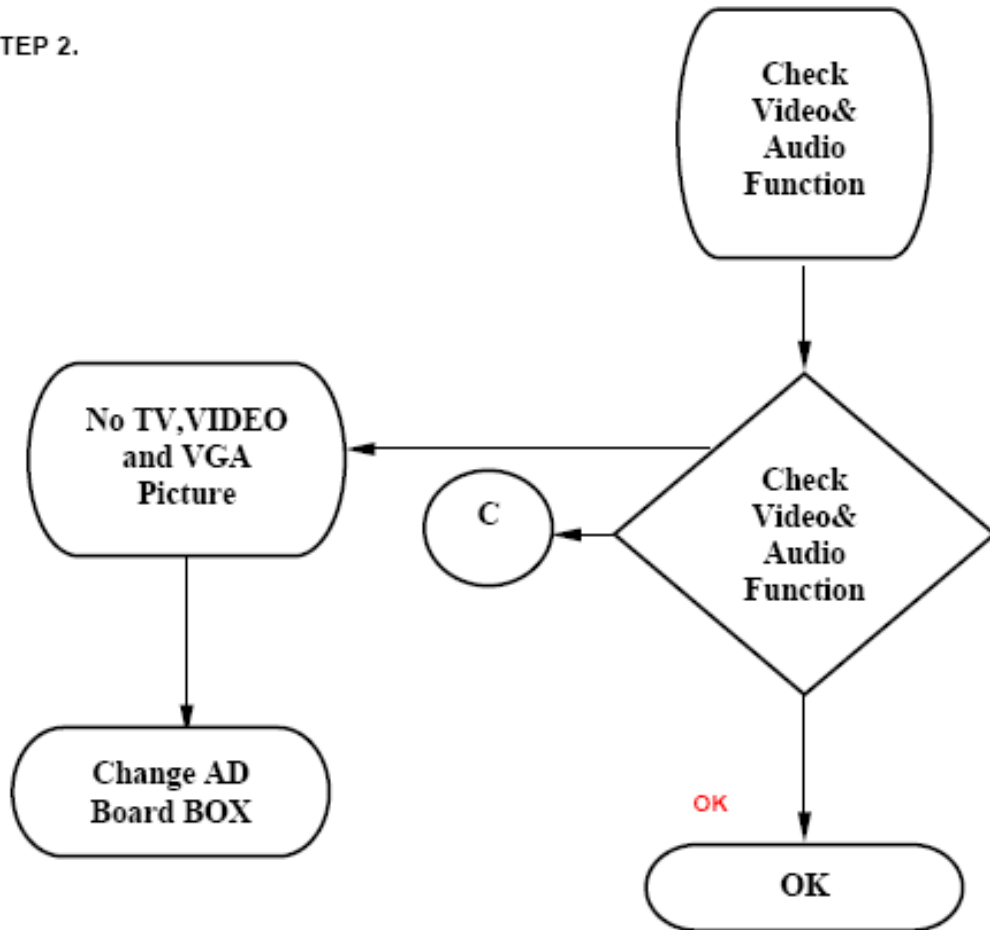 TEP 2.
Check
Video&
Audio
Function
No TV,VIDEO
and VGA
Picture
C
Check
Video&
Audio
Function
Change AD
Board BOX
OK
OK